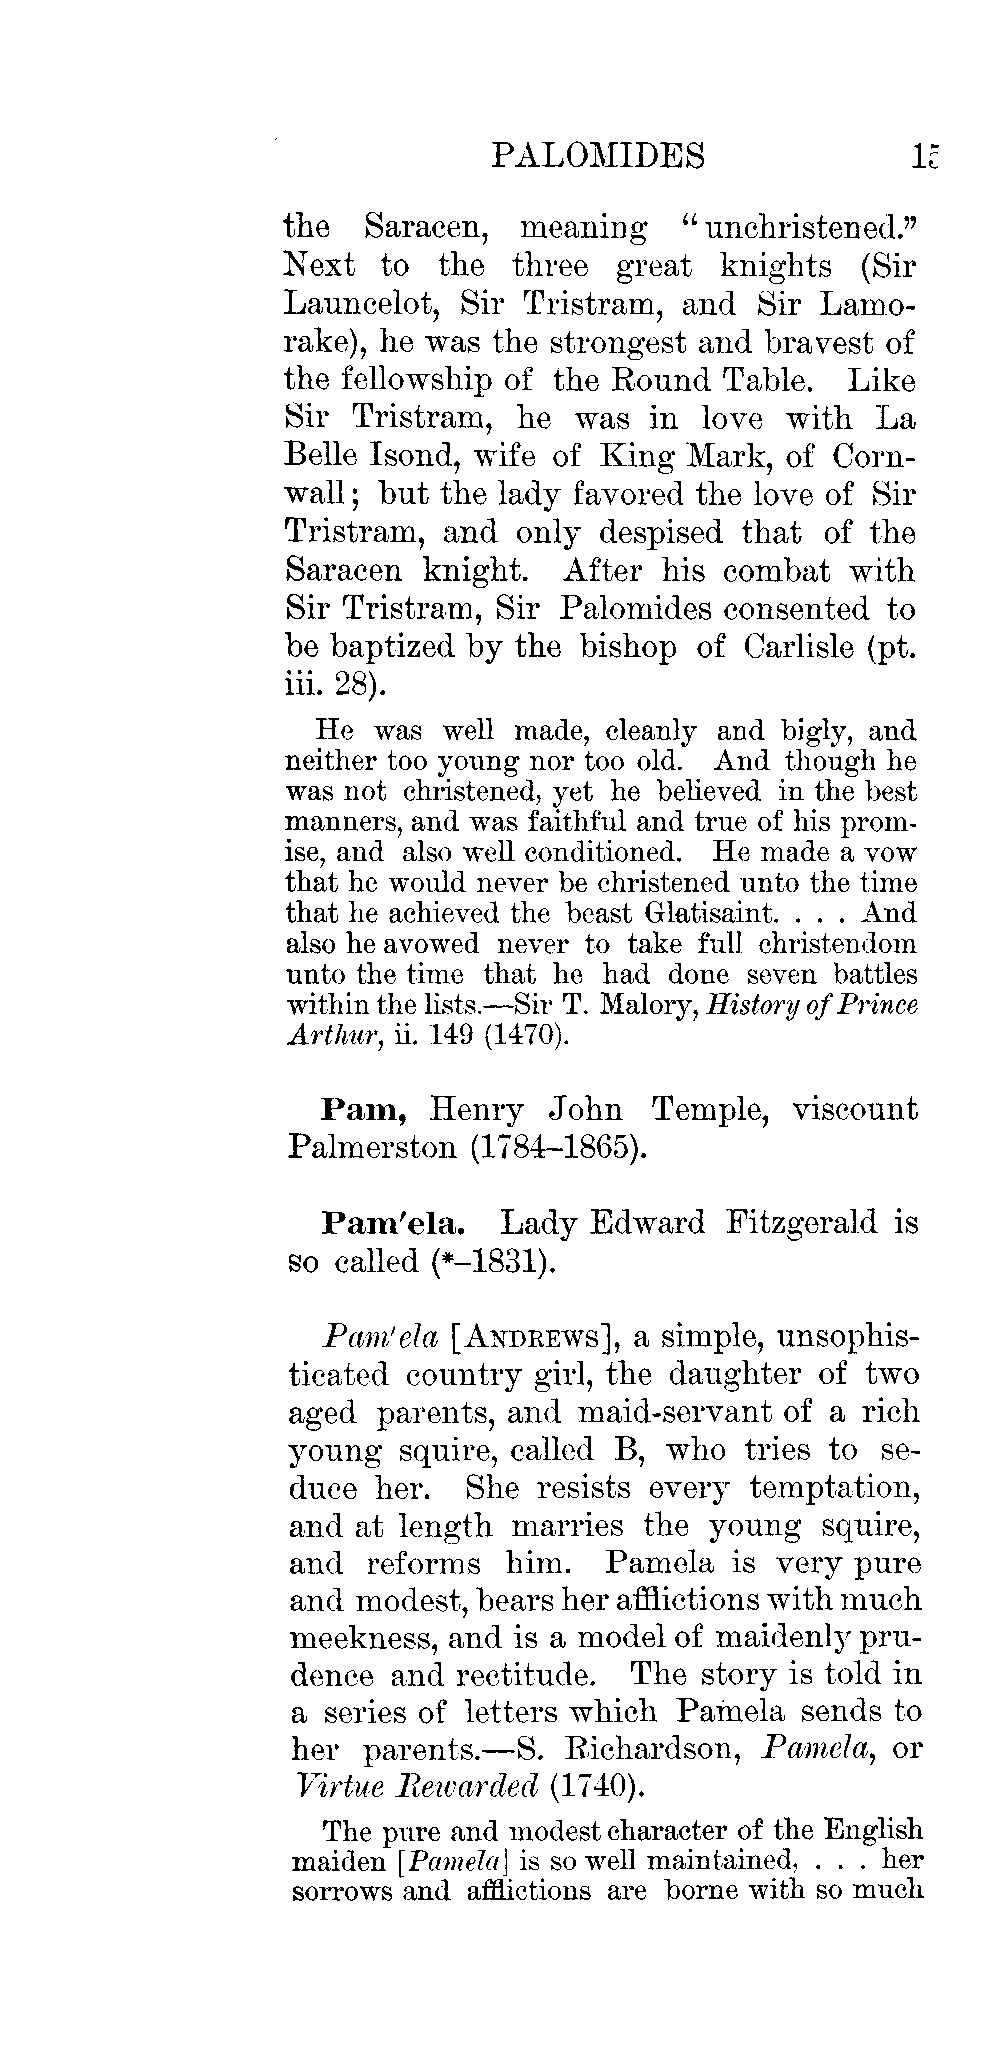 PALOMIDES 15
the Saracen, meaning “unchristened.”
Next to the three great knights (Sir
Launcelot, Sir Tristram, and Sir Lamo-
rake), he was the strongest and bravest of
the fellowship of the Round Table. Like
Sir Tristram, he was in love with La
Belle Isond, wife of King Mark, of Corn-
wall; but the lady favored the love of Sir
Tristram, and only despised that of the
Saracen knight. After his combat with
Sir Tristram, Sir Palomides consented to
be baptized by the bishop of Carlisle (pt.
iii. 28).
He was well made, cleanly and bigly, and
neither too young nor too old. And though he
was not christened, yet he believed in the best
manners, and was faithful and true of his prom-
ise, and also well conditioned. He made a vow
that he would never be christened unto the time
that he achieved the beast Glatisaint. . . . And
also he avowed never to take full christendom
unto the time that he had done seven battles
within the lists.—Sir T. Malory, History of Prince
Arthur, ii. 149 (1470).
Pam, Henry John Temple, viscount
Palmerston (1784–1865).
Pam′ela. Lady Edward Fitzgerald is
so called (*–1831).
Pam′ela [ANDREWS], a simple, unsophis-
ticated country girl, the daughter of two
aged parents, and maid-servant of a rich
young squire, called B, who tries to se-
duce her. She resists every temptation,
and at length marries the young squire,
and reforms him. Pamela is very pure
and modest, bears her afflictions with much
meekness, and is a model of maidenly pru-
dence and rectitude. The story is told in
a series of letters which Pamela sends to
her parents.—S. Richardson, Pamela, or
Virtue Rewarded (1740).
The pure and modest character of the English
maiden [Pamela] is so well maintained, . . . her
sorrows and afflictions are borne with so much